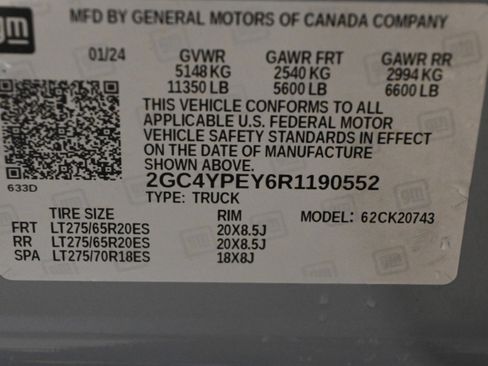 gm MFD BY GENERAL MOTORS OF CANADA COMPANY
01/24 GVWR GAWR FRT GAWR RR
5148 KG 2540 KG 2994 KG
11350 LB 5600 LB 6600 LB
THIS VEHICLE CONFORMS TO ALL
APPLICABLE U.S. FEDERAL MOTOR
VEHICLE SAFETY STANDARDS IN EFFECT
ON THE DATE OF MANUFACTURE
SHOWN ABOVE.
633D
2GC4YPEY6R1190552
TYPE: TRUCK
TIRE SIZE RIM MODEL: 62CK20743
FRT LT275/65R20ES 20X8.5J
RR LT275/65R20ES 20X8.5J
SPA LT275/70R18ES 18X8J